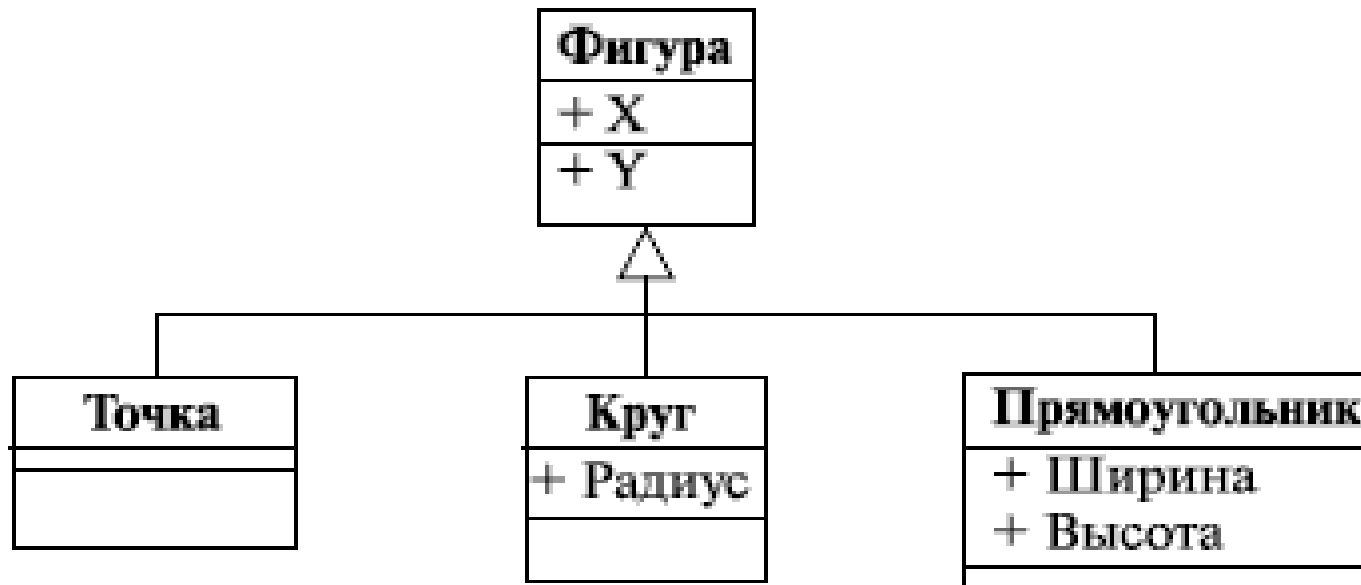 Фигура
+ X
+ Y
Точка
Круг
+ Радиус
Прямоугольник
+ Ширина
+ Высота